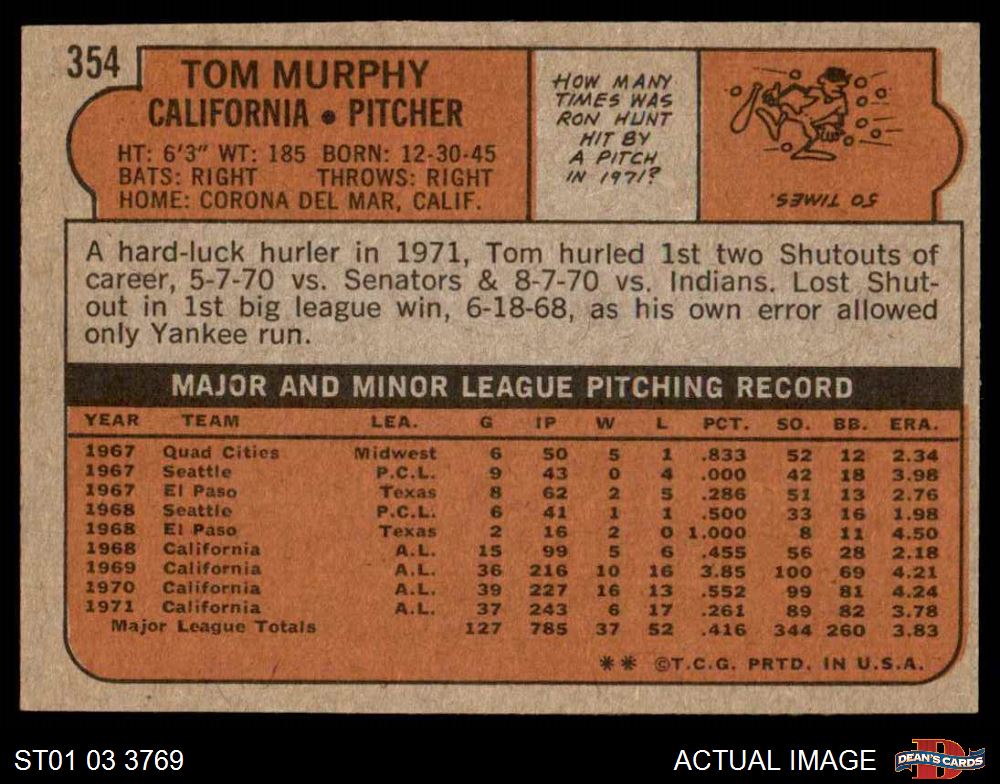 354
TOM MURPHY
CALIFORNIA • PITCHER
HT: 6'3" WT: 185 BORN: 12-30-45
BATS: RIGHT THROWS: RIGHT
HOME: CORONA DEL MAR, CALIF.
HOW MANY
TIMES WAS
RON HUNT
HIT BY
A PITCH
IN 1971?
50 TIMES.
A hard-luck hurler in 1971, Tom hurled 1st two Shutouts of
career, 5-7-70 vs. Senators & 8-7-70 vs. Indians. Lost Shut-
out in 1st big league win, 6-18-68, as his own error allowed
only Yankee run.
MAJOR AND MINOR LEAGUE PITCHING RECORD
YEAR TEAM LEA. G IP W L PCT. SO. BB. ERA.
1967 Quad Cities Midwest 6 50 5 1 .833 52 12 2.34
1967 Seattle P.C.L. 9 43 0 4 .000 42 18 3.98
1967 El Paso Texas 8 62 2 5 .286 51 13 2.76
1968 Seattle P.C.L. 6 41 1 1 .500 33 16 1.98
1968 El Paso Texas 2 16 2 0 1.000 8 11 4.50
1968 California A.L. 15 99 5 6 .455 56 28 2.18
1969 California A.L. 36 216 10 16 3.85 100 69 4.21
1970 California A.L. 39 227 16 13 .552 99 81 4.24
1971 California A.L. 37 243 6 17 .261 89 82 3.78
Major League Totals 127 785 37 52 .416 344 260 3.83
** ©T.C.G. PRTD. IN U.S.A.
ST01 03 3769
ACTUAL IMAGE
D
DEAN'S CARDS